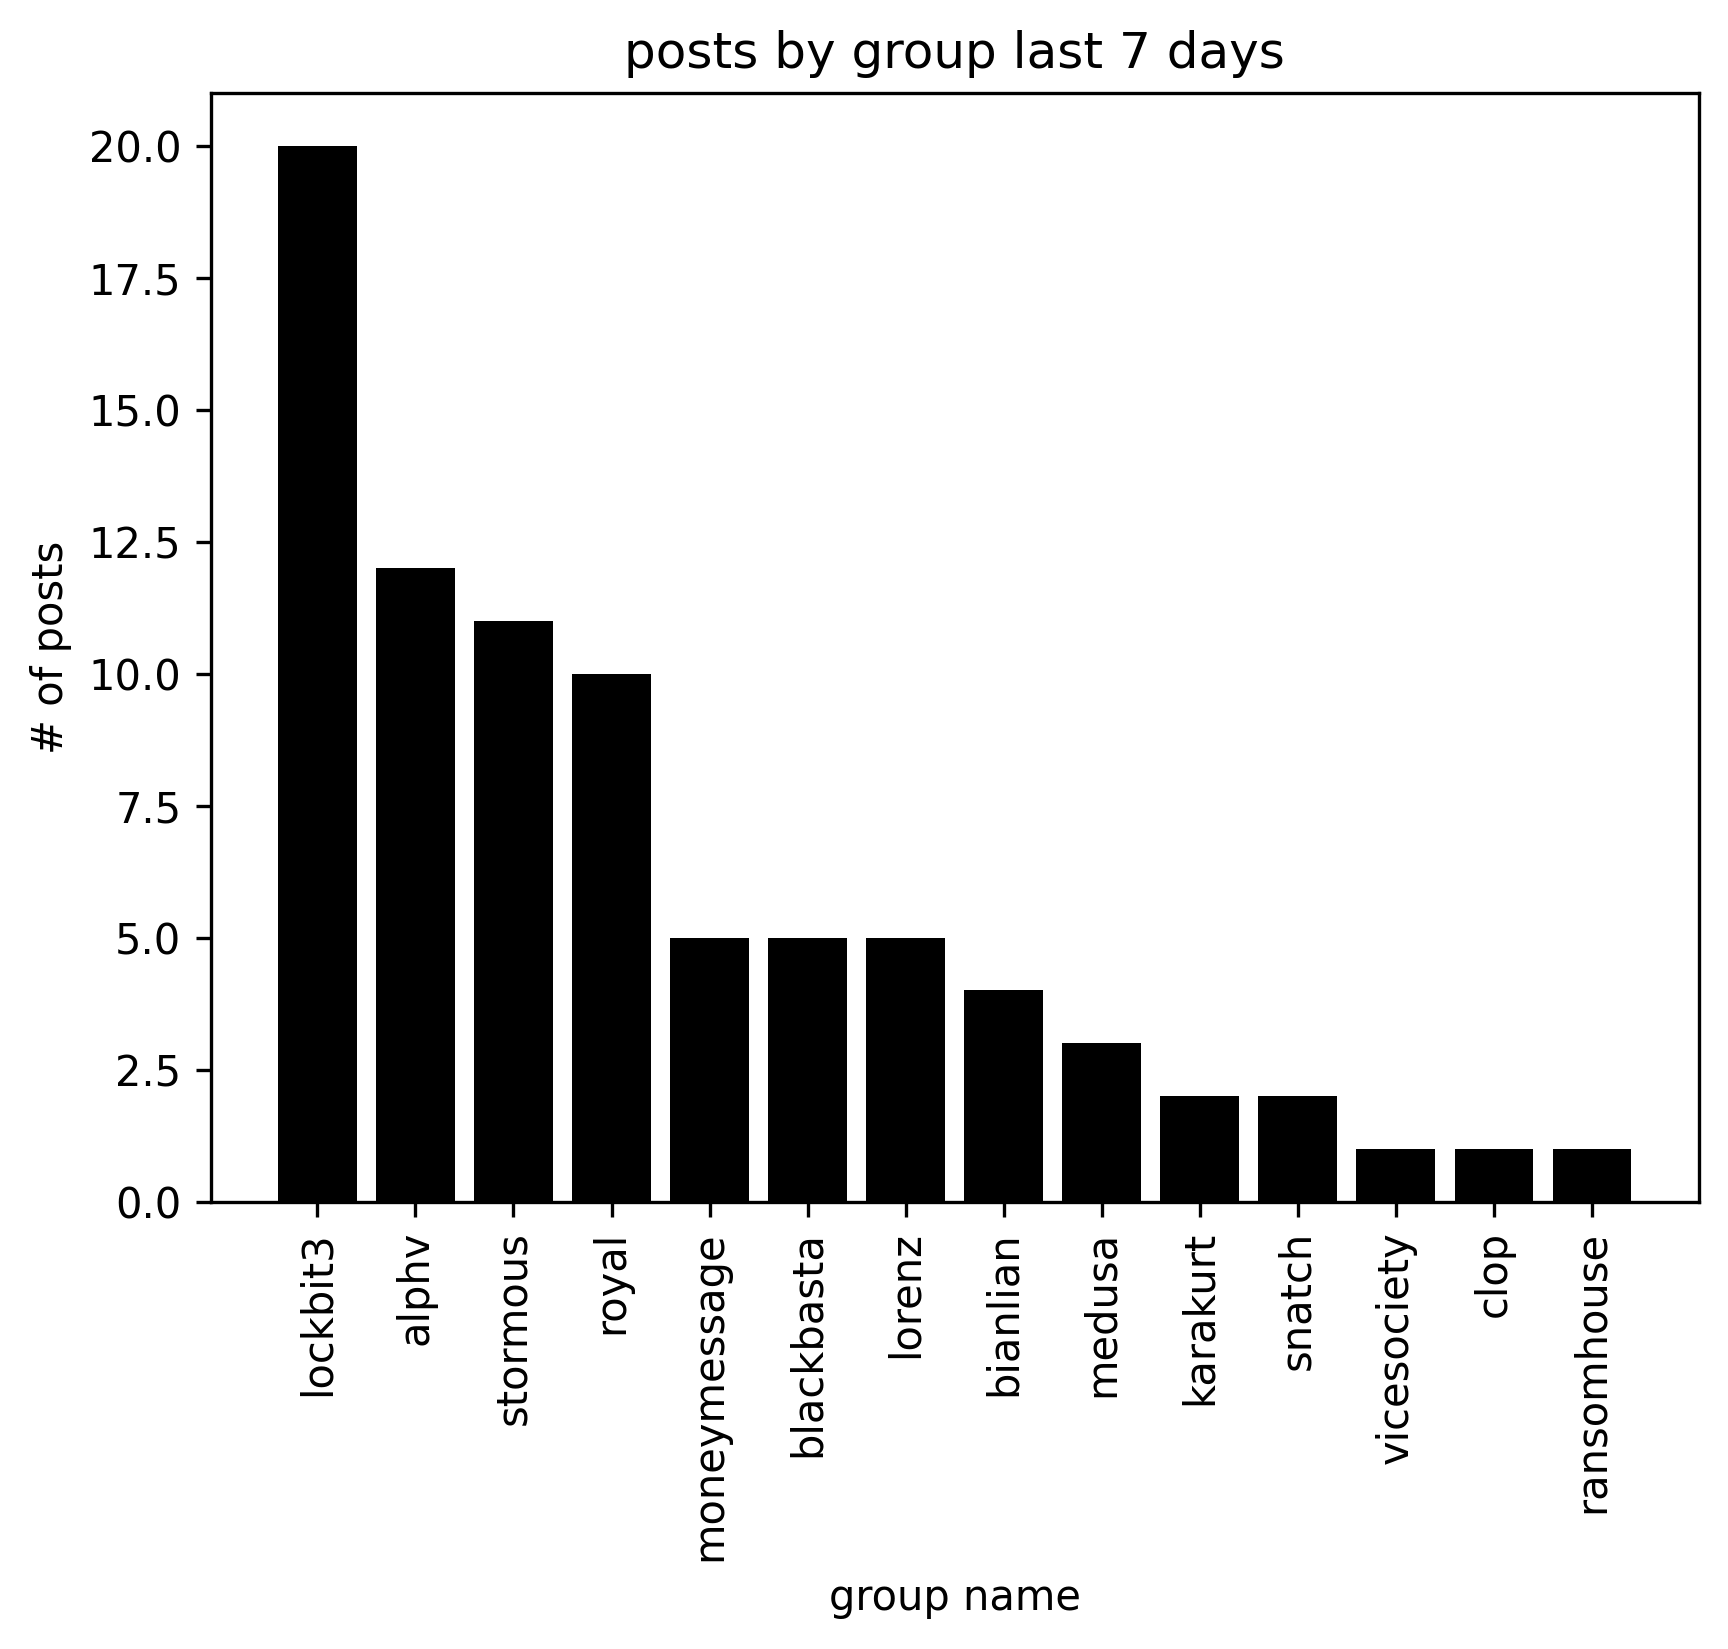 posts by group last 7 days
20.0
17.5
15.0
12.5
10.0
7.5
5.0
2.5
0.0
# of posts
lockbit3
alphv
stormous
royal
moneymessage
blackbasta
lorenz
bianlian
medusa
karakurt
snatch
vicesociety
clop
ransomhouse
group name